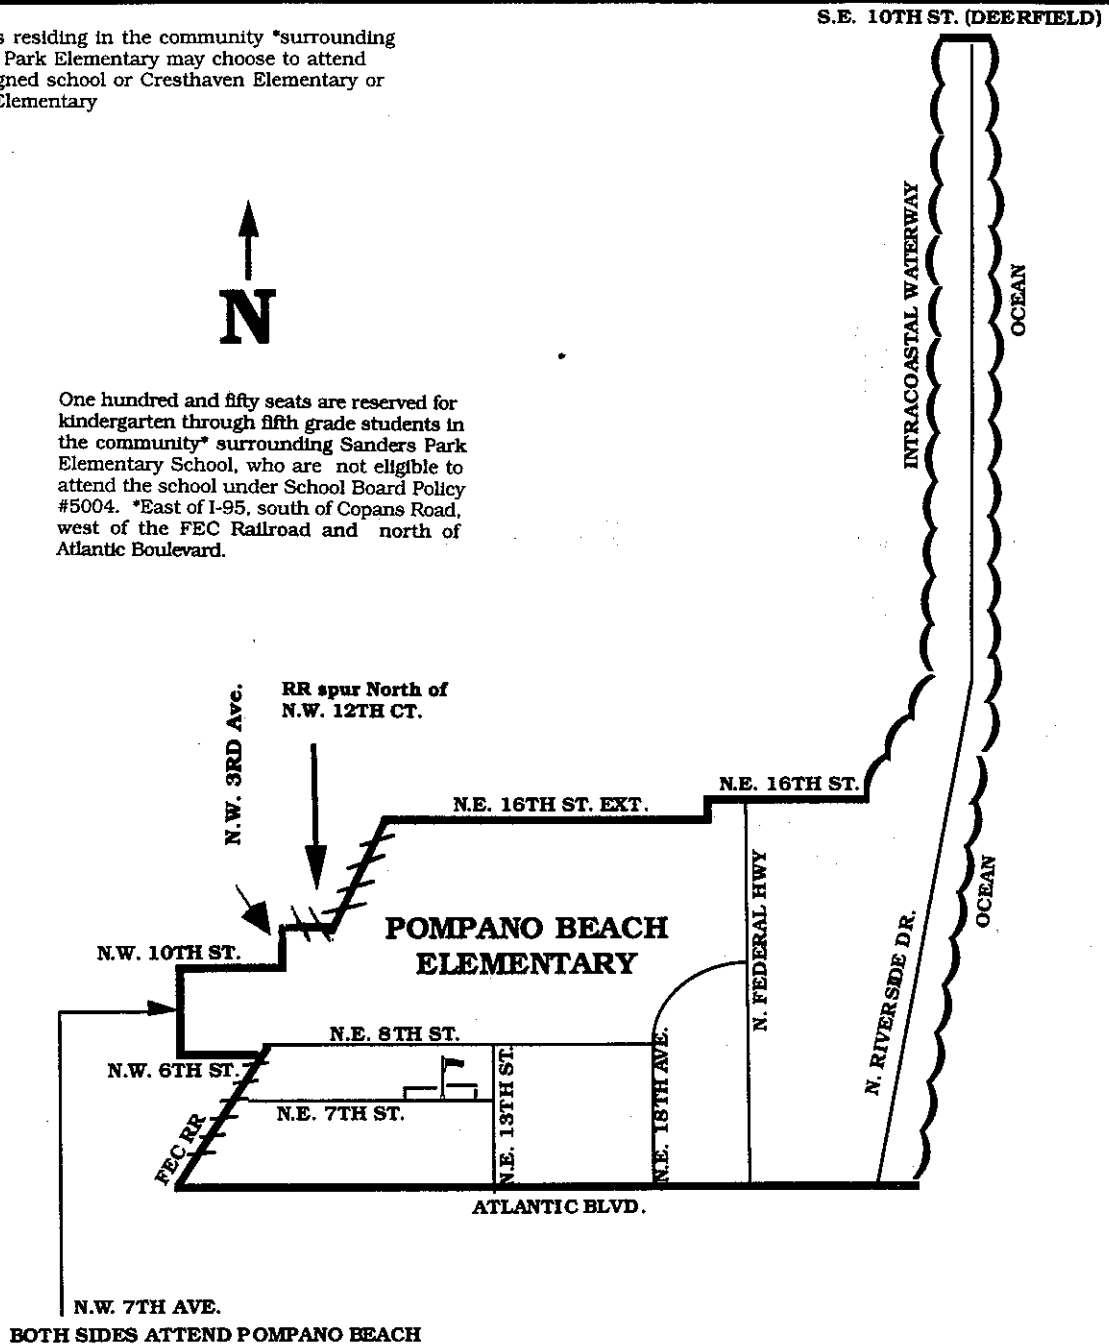 S.E. 10TH ST. (DEERFIELD)
residing in the community *surrounding
Park Elementary may choose to attend
school or Cresthaven Elementary or
Elementary
N
INTRACOASTAL WATERWAY
OCEAN
One hundred and fifty seats are reserved for
kindergarten through fifth grade students in
the community* surrounding Sanders Park
Elementary School, who are not eligible to
attend the school under School Board Policy
#5004. *East of I-95, south of Copans Road,
west of the FEC Railroad and north of
Atlantic Boulevard.
N.W. 3RD Ave.
RR spur North of
N.W. 12TH CT.
N.E. 16TH ST. EXT.
N.E. 16TH ST.
POMPANO BEACH
ELEMENTARY
N. FEDERAL HWY
OCEAN
N. RIVERSIDE DR.
N.W. 10TH ST.
N.E. 8TH ST.
N.W. 6TH ST.
N.E. 7TH ST.
N.E. 13TH ST.
N.E. 18TH AVE.
FEC RR
ATLANTIC BLVD.
N.W. 7TH AVE.
BOTH SIDES ATTEND POMPANO BEACH